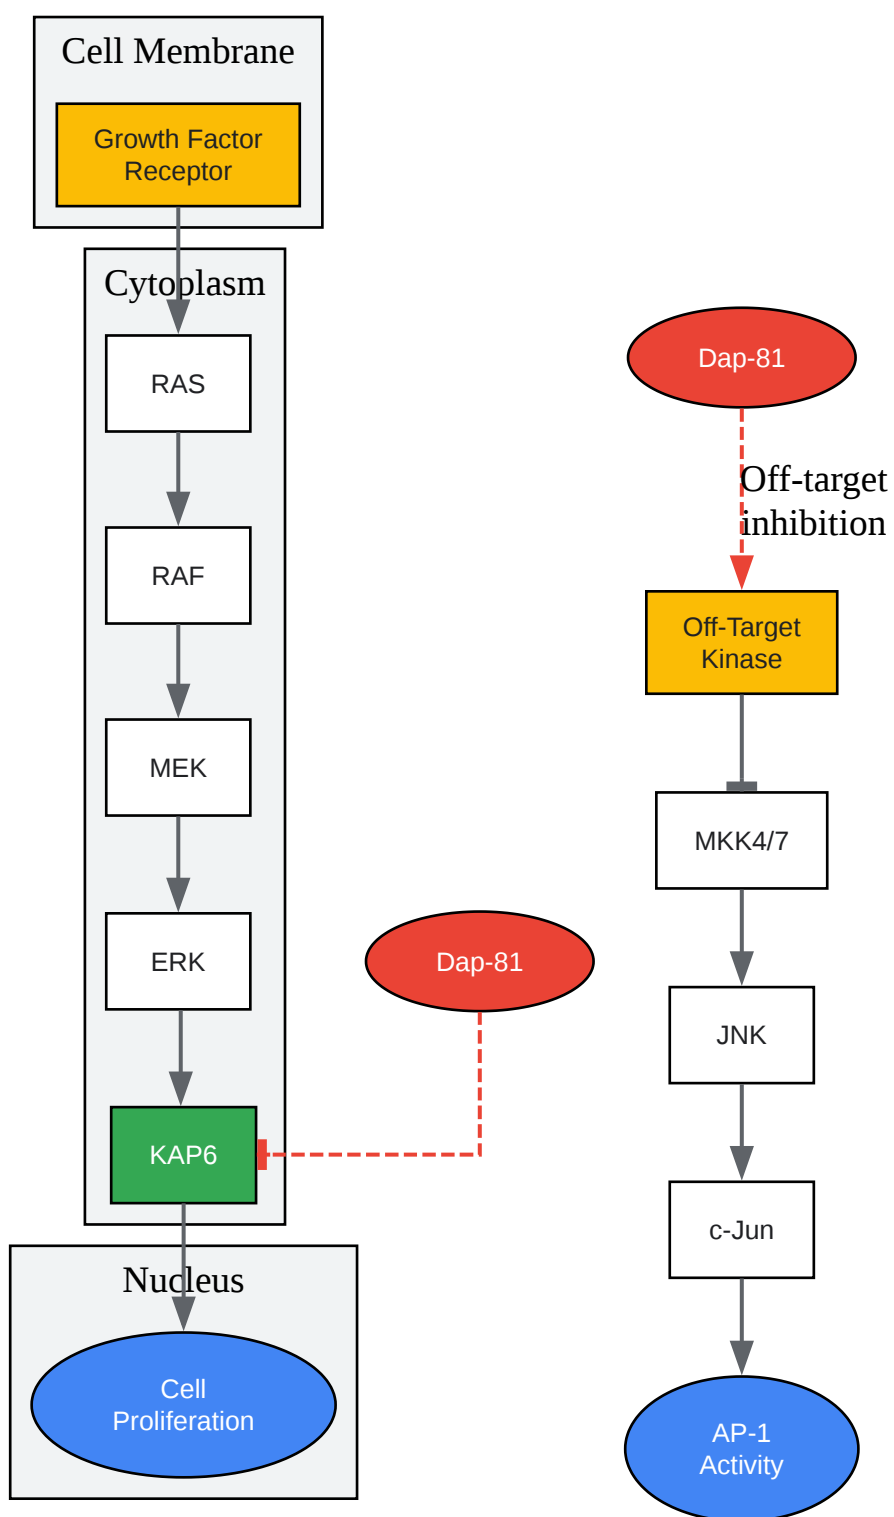 Cell Membrane
Growth Factor
Receptor
Cytoplasm
RAS
RAF
MEK
ERK
KAP6
Nucleus
Cell
Proliferation
Dap-81
Dap-81
Off-target
inhibition
Off-Target
Kinase
MKK4/7
JNK
c-Jun
AP-1
Activity